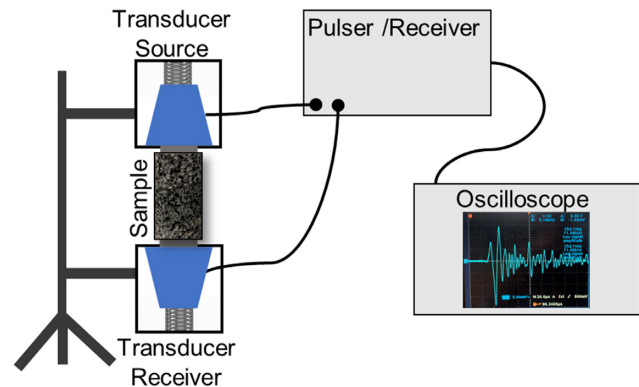 Transducer
Source
Pulser /Receiver
Sample
Oscilloscope
Transducer
Receiver